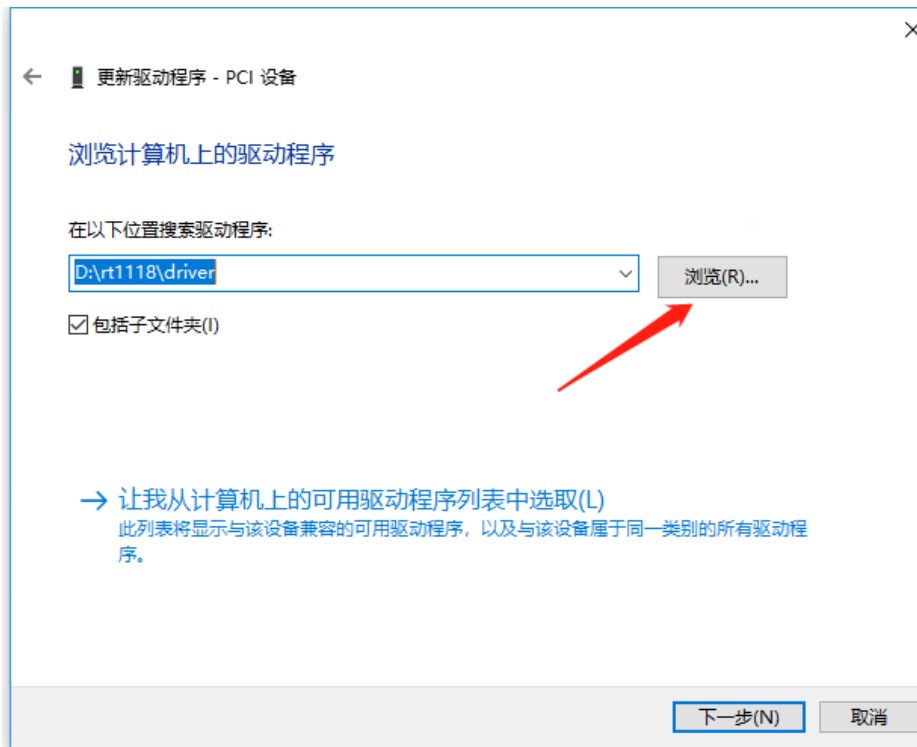 更新驱动程序 - PCI 设备
浏览计算机上的驱动程序
在以下位置搜索驱动程序:
D:\rt1118\driver
浏览(R)...
包括子文件夹(I)
让我从计算机上的可用驱动程序列表中选取(L)
此列表将显示与该设备兼容的可用驱动程序，以及与该设备属于同一类别的所有驱动程
序。
下一步(N)
取消